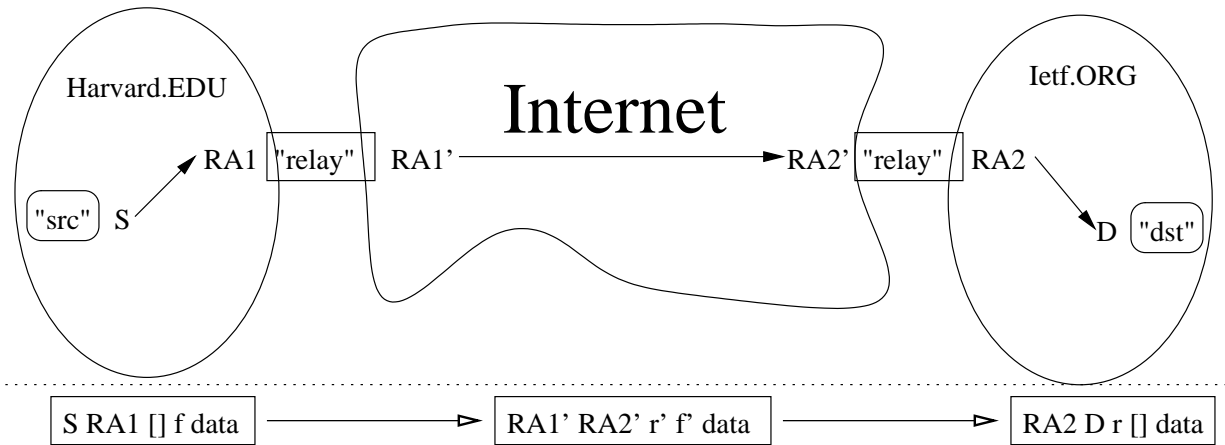 Harvard.EDU
Internet
Ietf.ORG
RA1 "relay" RA1’ RA2’ "relay" RA2
"src" S D "dst"
S RA1 [] f data RA1’ RA2’ r’ f’ data RA2 D r [] data